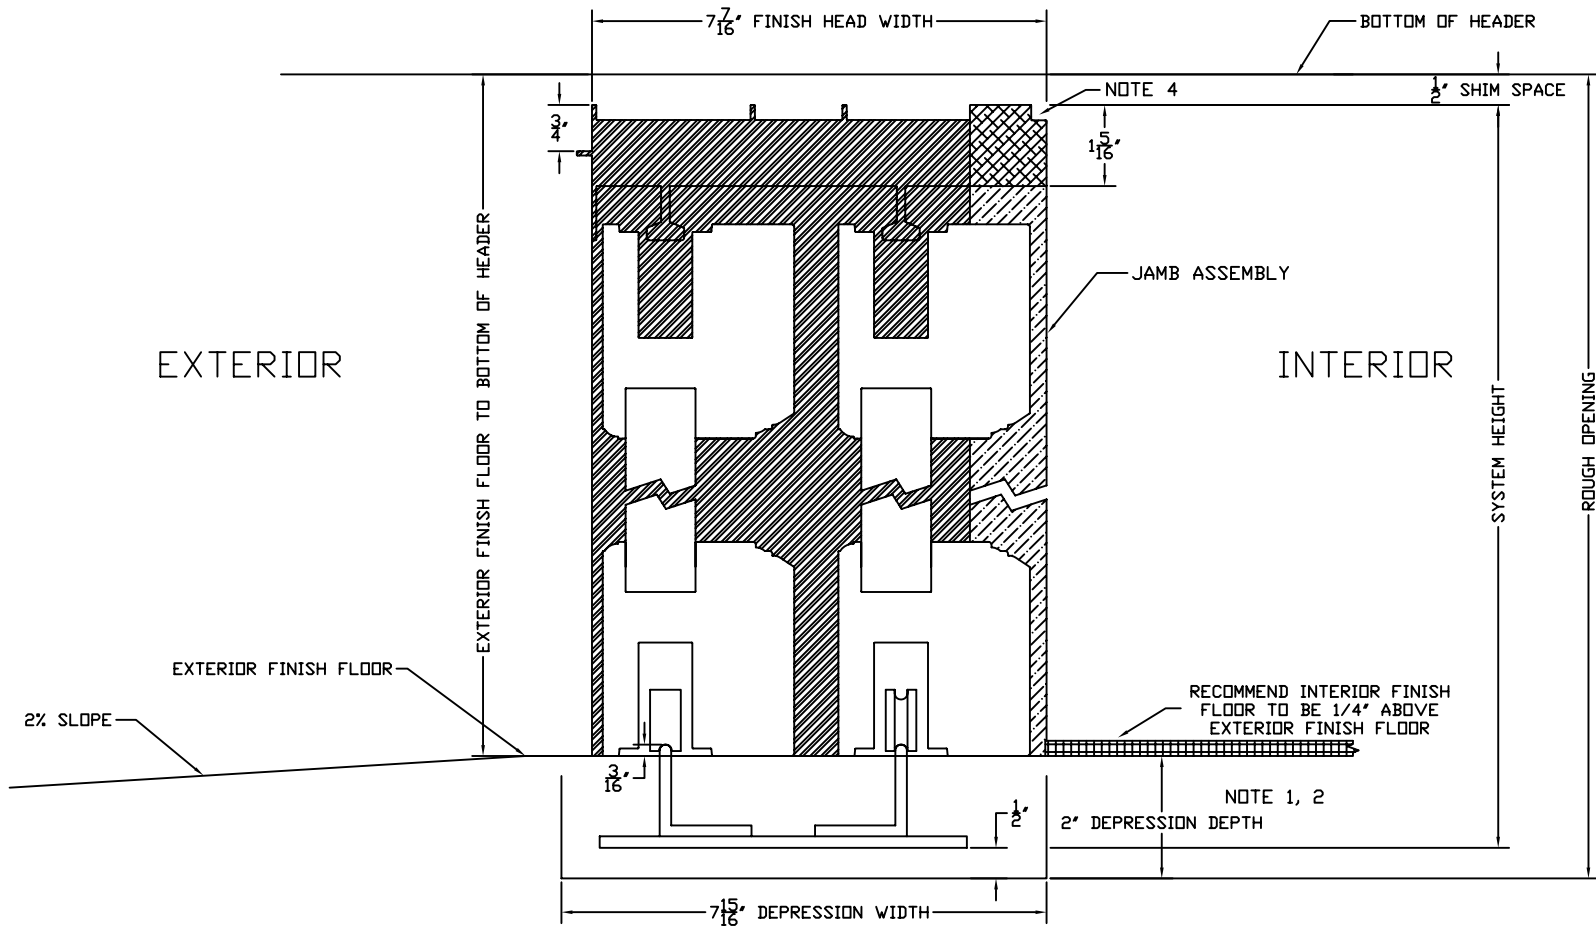 7 7/16" FINISH HEAD WIDTH
BOTTOM OF HEADER
1/2" SHIM SPACE
NOTE 4
3/4"
1 5/16"
JAMB ASSEMBLY
EXTERIOR
INTERIOR
EXTERIOR FINISH FLOOR TO BOTTOM OF HEADER
SYSTEM HEIGHT
ROUGH OPENING
EXTERIOR FINISH FLOOR
2% SLOPE
RECOMMEND INTERIOR FINISH
FLOOR TO BE 1/4" ABOVE
EXTERIOR FINISH FLOOR
3/16"
NOTE 1, 2
1/2"
2" DEPRESSION DEPTH
7 15/16" DEPRESSION WIDTH